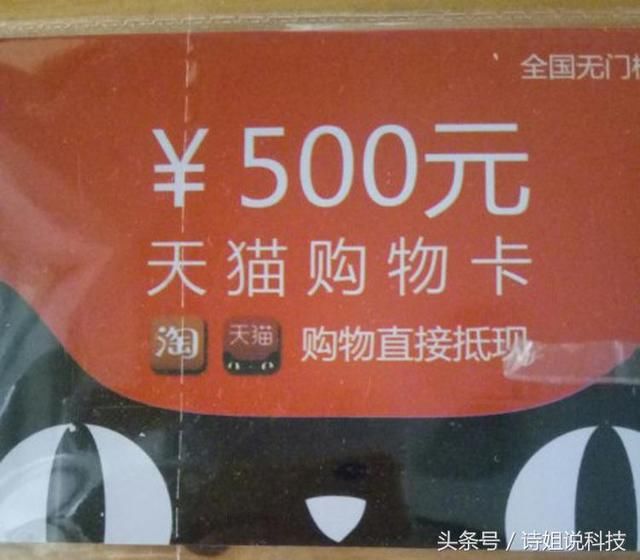 全国无门
¥500元
天猫购物卡
淘 天猫 购物直接抵现
头条号 / 诗姐说科技